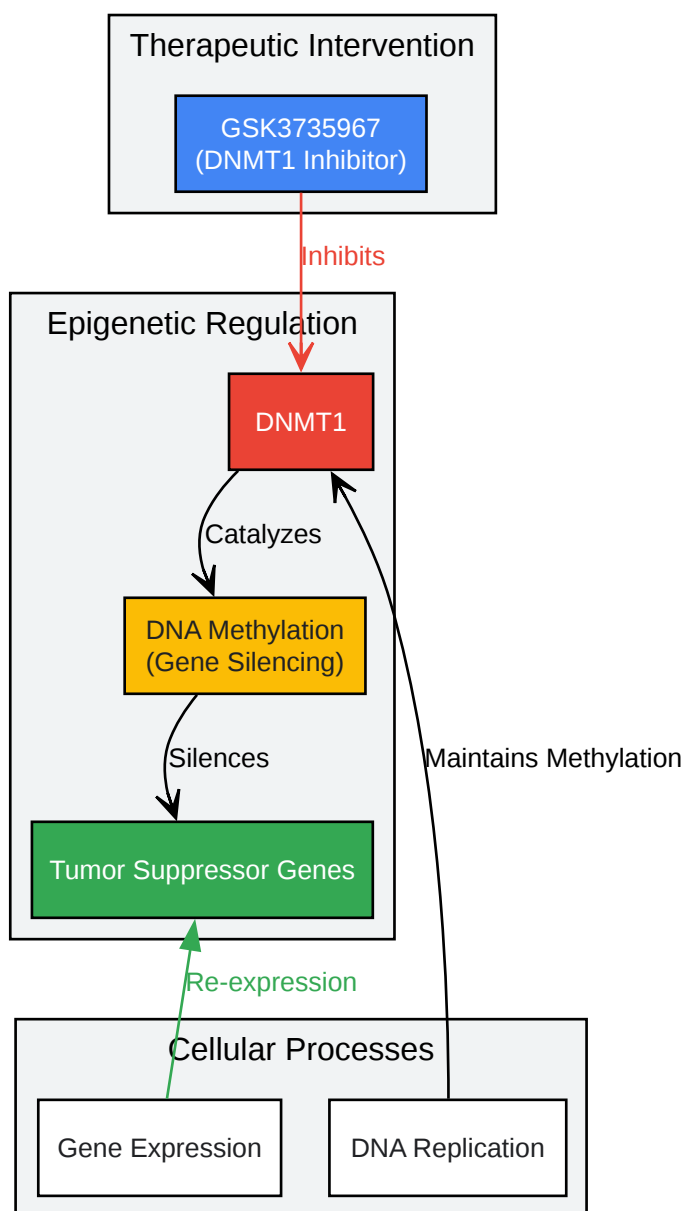 Therapeutic Intervention
GSK3735967
(DNMT1 Inhibitor)
Inhibits
Epigenetic Regulation
DNMT1
Catalyzes
DNA Methylation
(Gene Silencing)
Silences
Maintains Methylation
Tumor Suppressor Genes
Re-expression
Cellular Processes
Gene Expression
DNA Replication